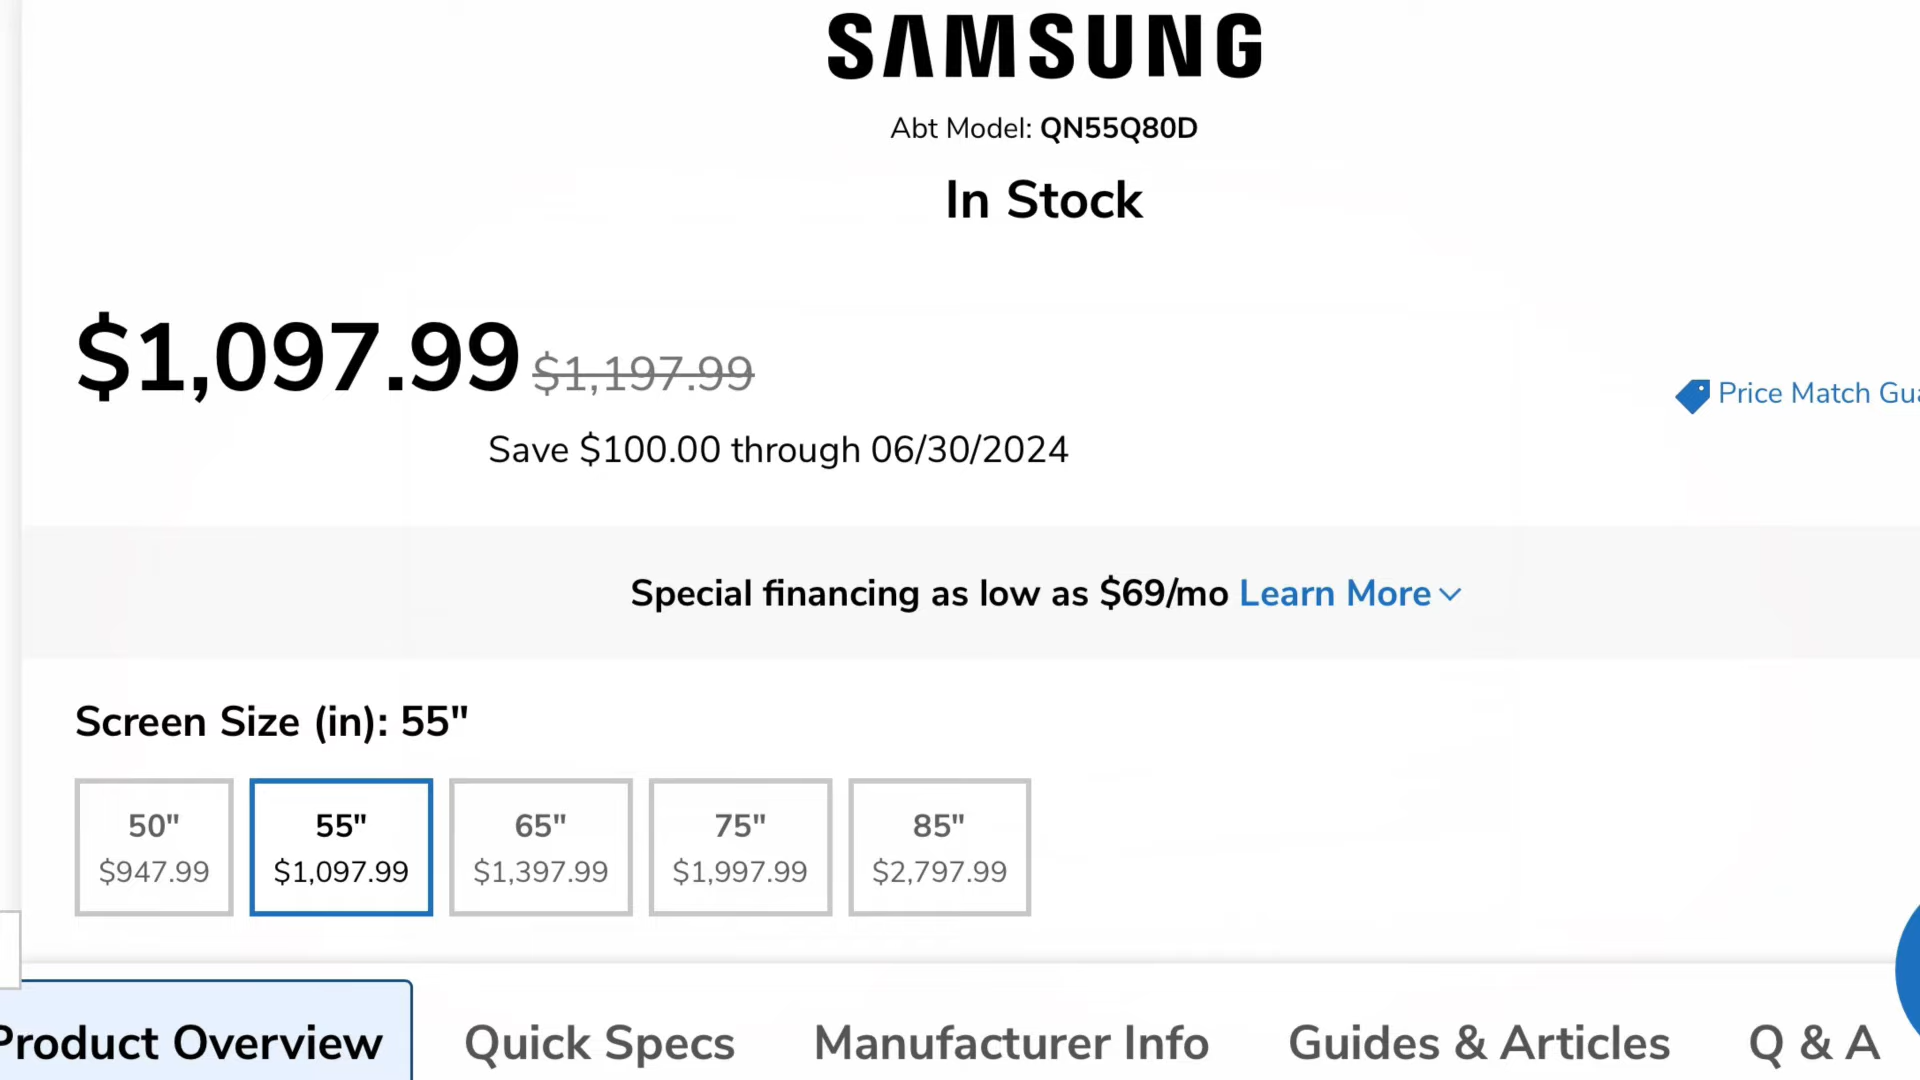 SAMSUNG
Abt Model: QN55Q80D
In Stock
$1,097.99 $1,197.99
Price Match
Save $100.00 through 06/30/2024
Special financing as low as $69/mo Learn More
Screen Size (in): 55"
50" 55" 65" 75" 85"
$947.99 $1,097.99 $1,397.99 $1,997.99 $2,797.99
Product Overview Quick Specs Manufacturer Info Guides & Articles Q & A